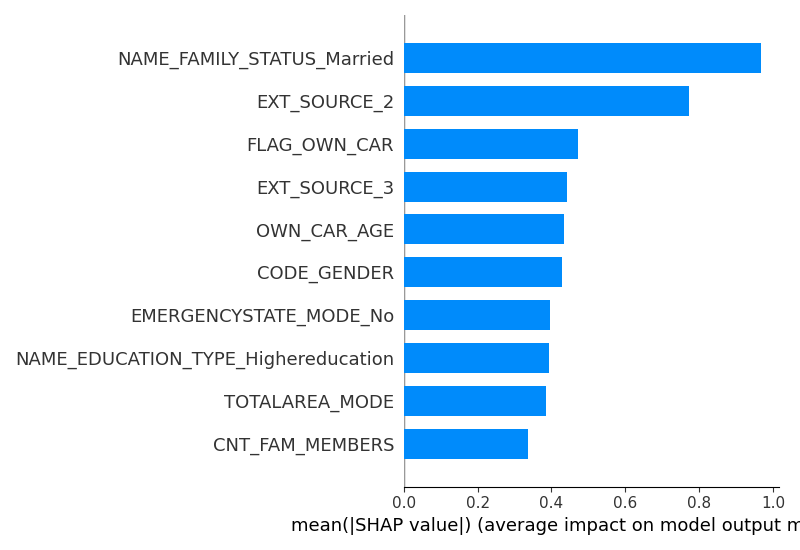 NAME_FAMILY_STATUS_Married
EXT_SOURCE_2
FLAG_OWN_CAR
EXT_SOURCE_3
OWN_CAR_AGE
CODE_GENDER
EMERGENCYSTATE_MODE_No
NAME_EDUCATION_TYPE_Highereducation
TOTALAREA_MODE
CNT_FAM_MEMBERS
0.0 0.2 0.4 0.6 0.8 1.0
mean(|SHAP value|) (average impact on model output m